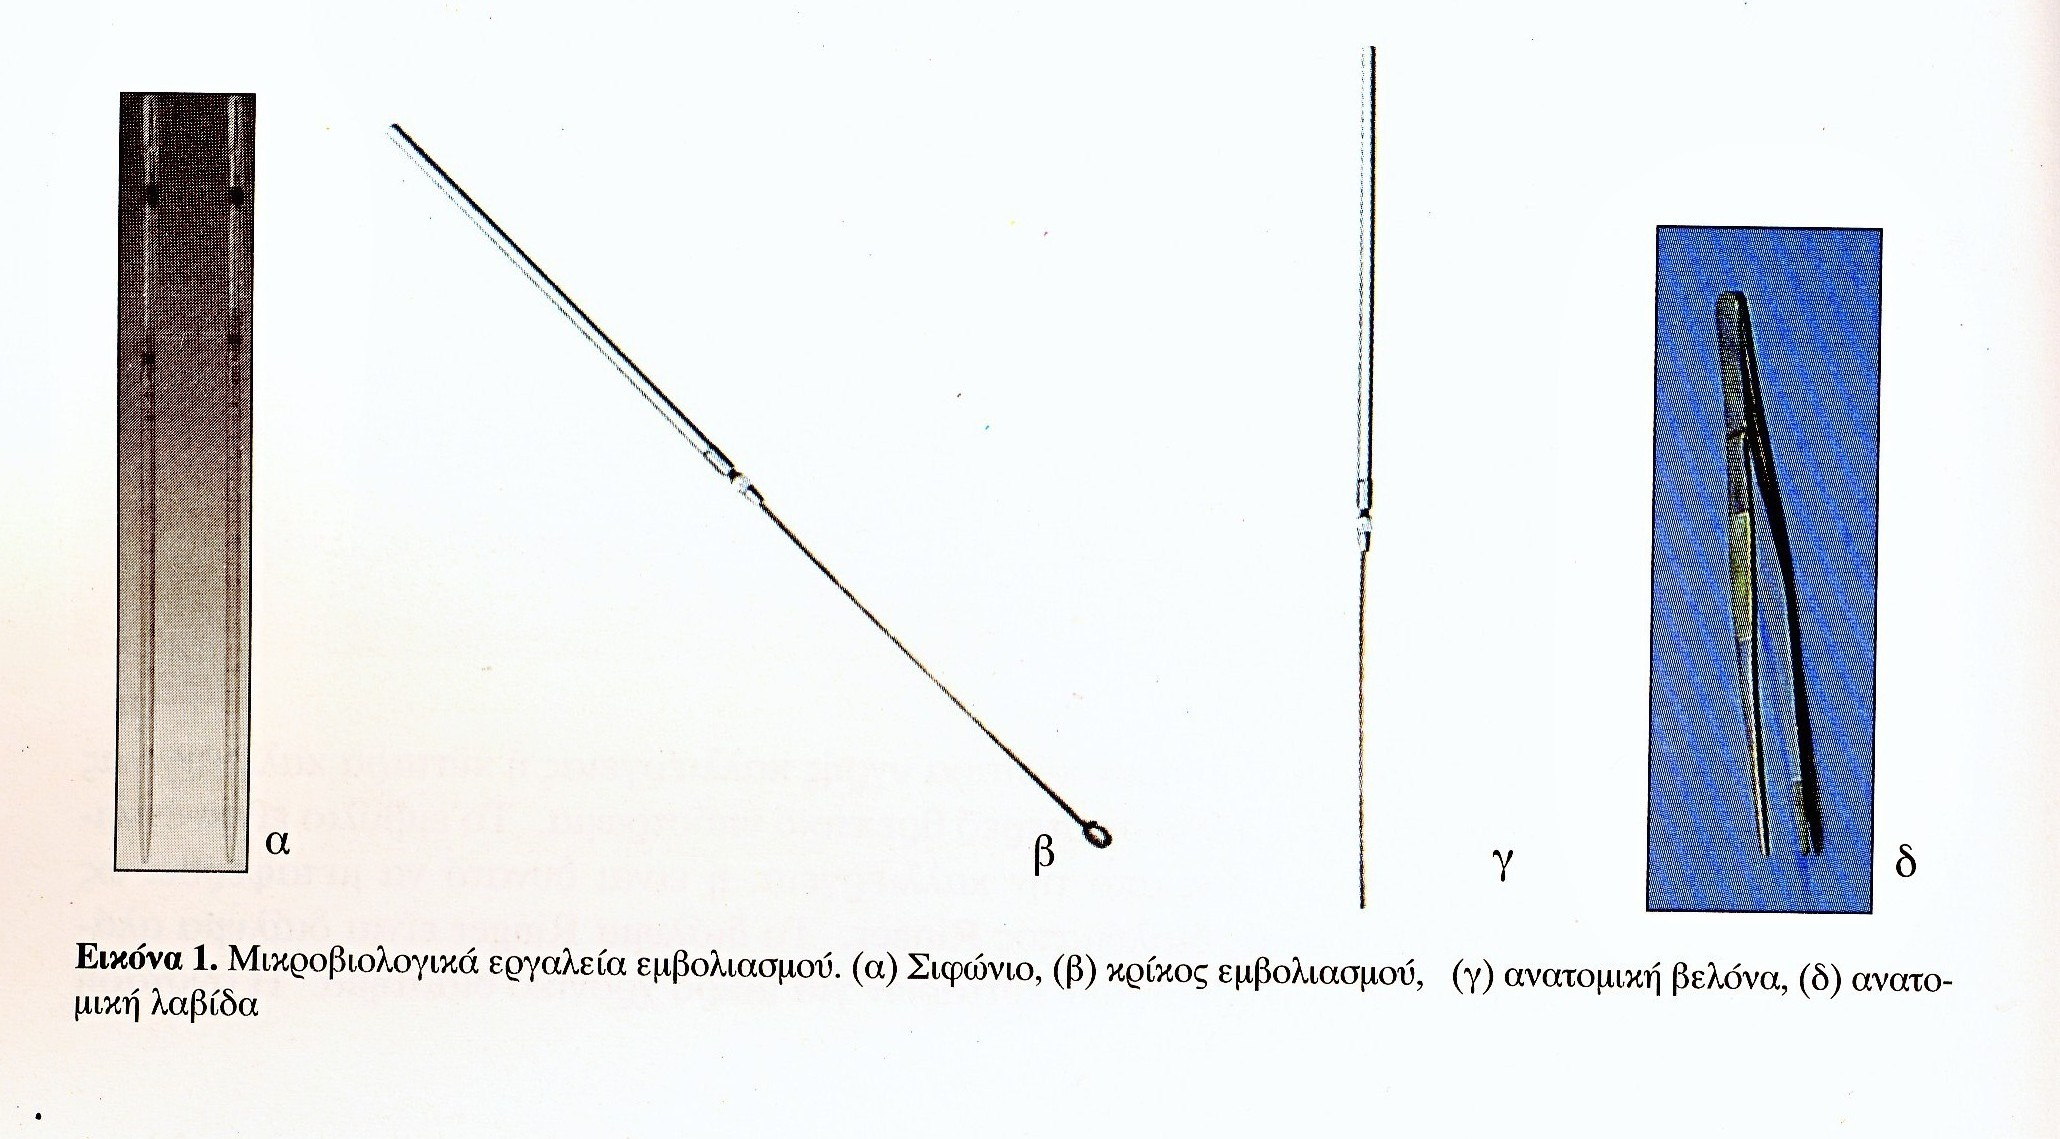 α
β
γ
δ
Εικόνα 1. Μικροβιολογικά εργαλεία εμβολιασμού. (α) Σιφώνιο, (β) κρίκος εμβολιασμού, (γ) ανατομική βελόνα, (δ) ανατο-
μική λαβίδα